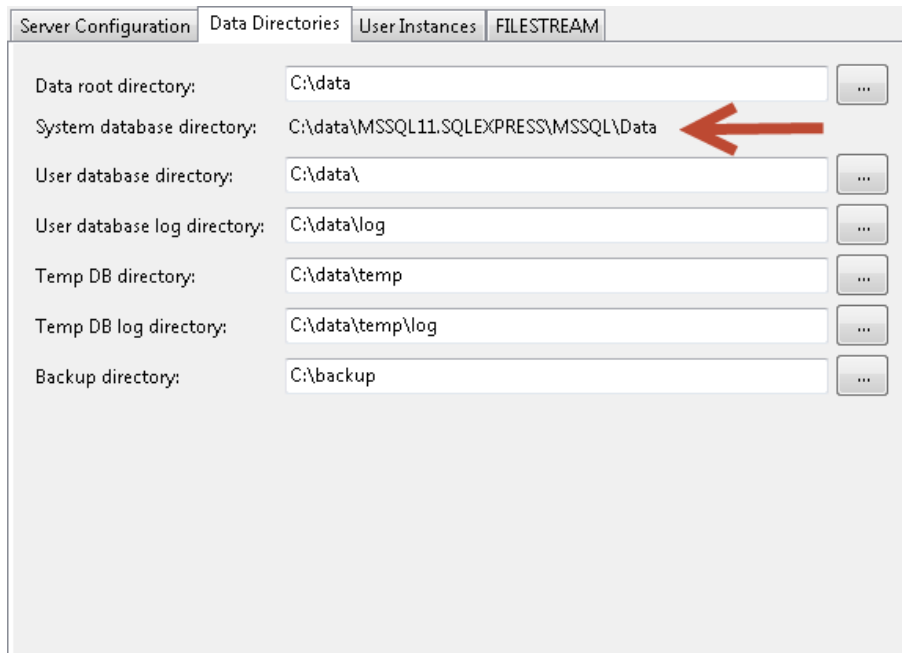 Server Configuration Data Directories User Instances FILESTREAM
Data root directory: C:\data ...
System database directory: C:\data\MSSQL11.SQLEXPRESS\MSSQL\Data
User database directory: C:\data\ ...
User database log directory: C:\data\log ...
Temp DB directory: C:\data\temp ...
Temp DB log directory: C:\data\temp\log ...
Backup directory: C:\backup ...